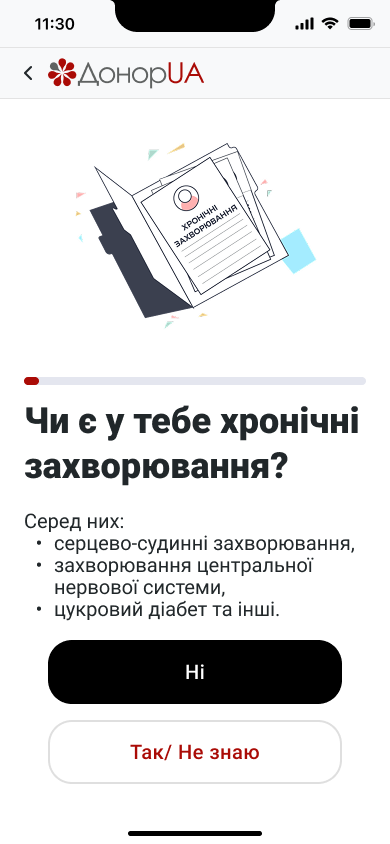 11:30
ДонорUA
ХРОНІЧНІ
ЗАХВОРЮВАННЯ
Чи є у тебе хронічні
захворювання?
Серед них:
• серцево-судинні захворювання,
• захворювання центральної
нервової системи,
• цукровий діабет та інші.
Ні
Так/ Не знаю